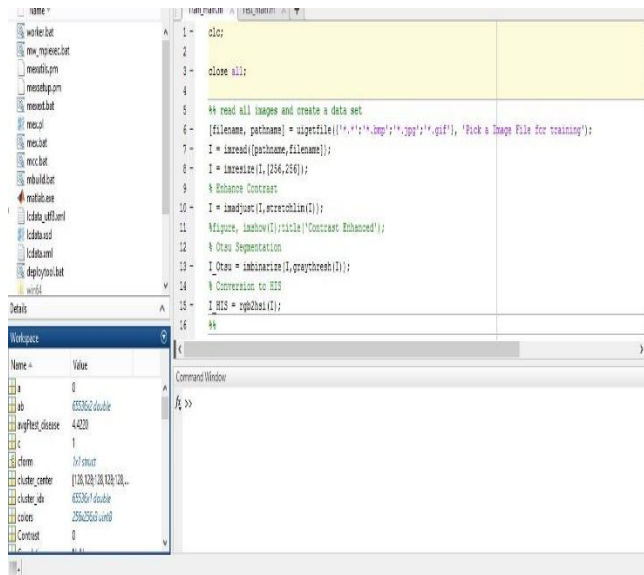 Name
worker.bat
mw_mpiexec.bat
mexutils.pm
mexsetup.pm
mexext.bat
mex.pl
mex.bat
mcc.bat
mbuild.bat
matlab.exe
lcdata_utf8.xml
lcdata.xsd
lcdata.xml
deploytool.bat
win64
Details
Workspace
Name Value
a 0
ab 65536x2 double
avgPtest_disease 4.4220
c 1
cform 1x1 struct
cluster_center [128,128;128,128;128,...
cluster_idx 65536x1 double
colors 256x256x3 uint8
Contrast 0
1 - clc;
2
3 - close all;
4
5 %% read all images and create a data set
6 - [filename, pathname] = uigetfile({'*.*';'*.bmp';'*.jpg';'*.gif'}, 'Pick a Image File for training');
7 - I = imread([pathname,filename]);
8 - I = imresize(I,[256,256]);
9 % Enhance Contrast
10 - I = imadjust(I,stretchlim(I));
11 %figure, imshow(I);title('Contrast Enhanced');
12 % Otsu Segmentation
13 - I_Otsu = imbinarize(I,graythresh(I));
14 % Conversion to HIS
15 - I_HIS = rgb2hsi(I);
16 %%
Command Window
fx >>